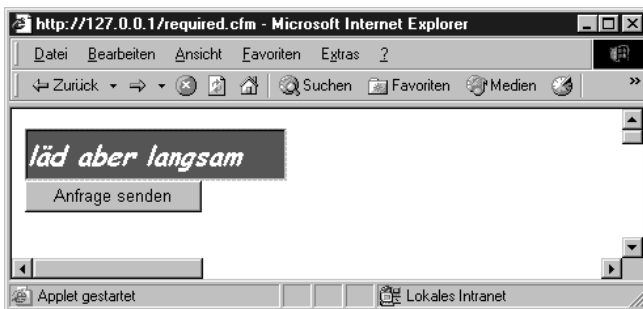 http://127.0.0.1/required.cfm - Microsoft Internet Explorer
Datei Bearbeiten Ansicht Favoriten Extras ?
Zurück Suchen Favoriten Medien »
läd aber langsam
Anfrage senden
Applet gestartet Lokales Intranet